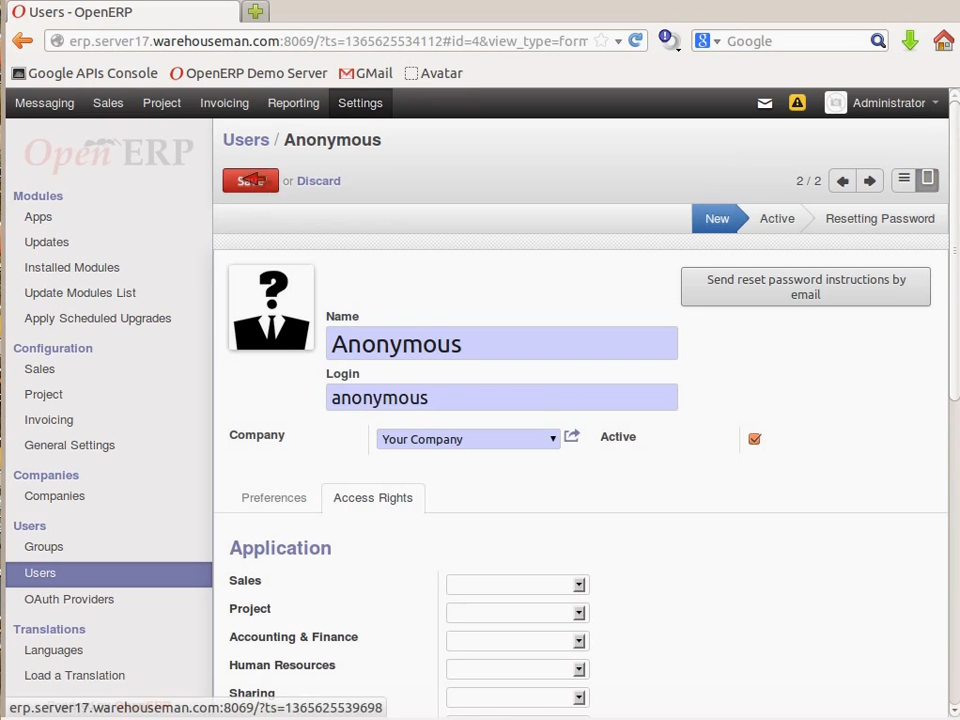 Users - OpenERP
erp.server17.warehouseman.com:8069/?ts=1365625534112#id=4&view_type=form
Google
Google APIs Console
OpenERP Demo Server
GMail
Avatar
Messaging
Sales
Project
Invoicing
Reporting
Settings
Administrator
Open ERP
Users / Anonymous
or Discard
2 / 2
New
Active
Resetting Password
Modules
Apps
Updates
Installed Modules
Update Modules List
Apply Scheduled Upgrades
Configuration
Sales
Project
Invoicing
General Settings
Companies
Companies
Users
Groups
Users
OAuth Providers
Translations
Languages
Load a Translation
Send reset password instructions by
email
Name
Anonymous
Login
anonymous
Company
Your Company
Active
Preferences
Access Rights
Application
Sales
Project
Accounting & Finance
Human Resources
Sharing
erp.server17.warehouseman.com:8069/?ts=1365625539698